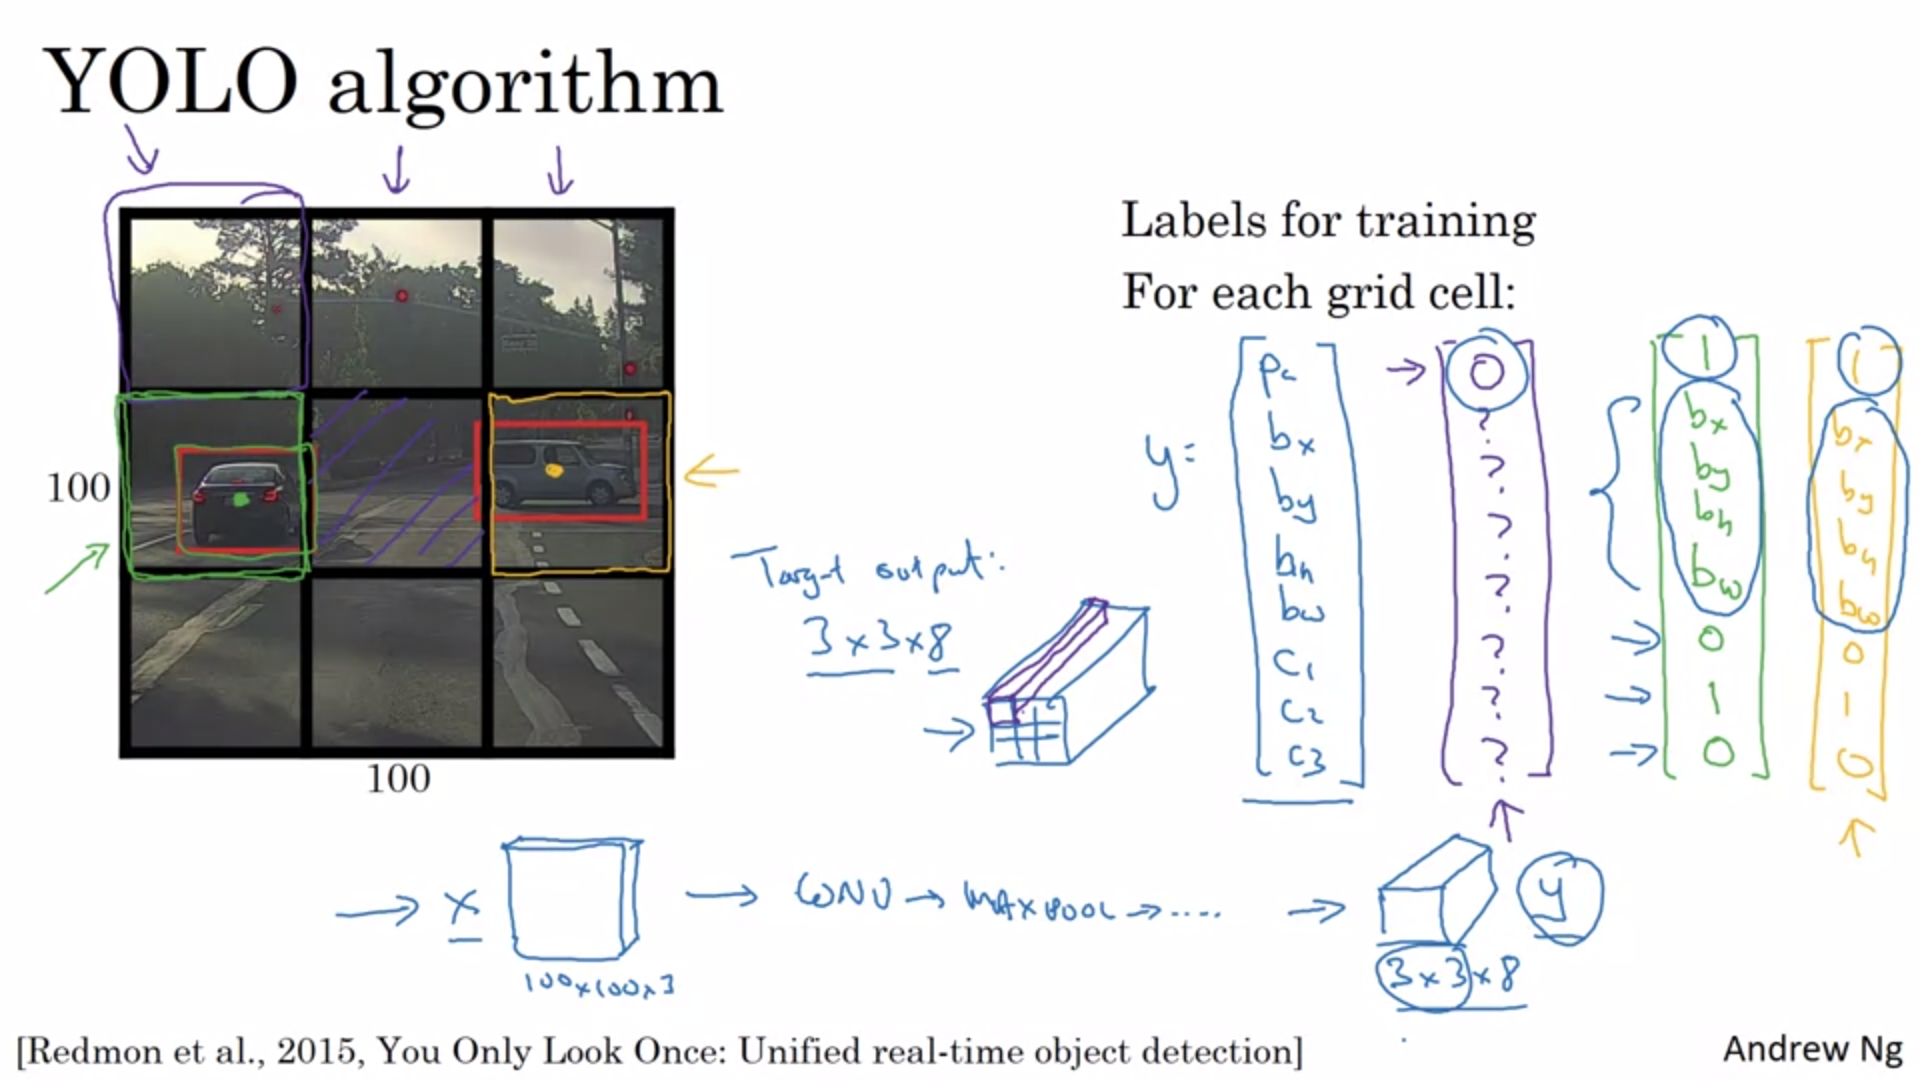 YOLO algorithm
100
100
Labels for training
For each grid cell:
y =
pc
bx
by
bh
bw
c1
c2
c3
0
?
?
?
?
?
?
?
1
bx
by
bh
bw
0
1
0
1
bx
by
bh
bw
0
1
0
Target output:
3 x 3 x 8
x
100x100x3
CONV → MAXPOOL → ....
3 x 3 x 8
y
[Redmon et al., 2015, You Only Look Once: Unified real-time object detection]
Andrew Ng